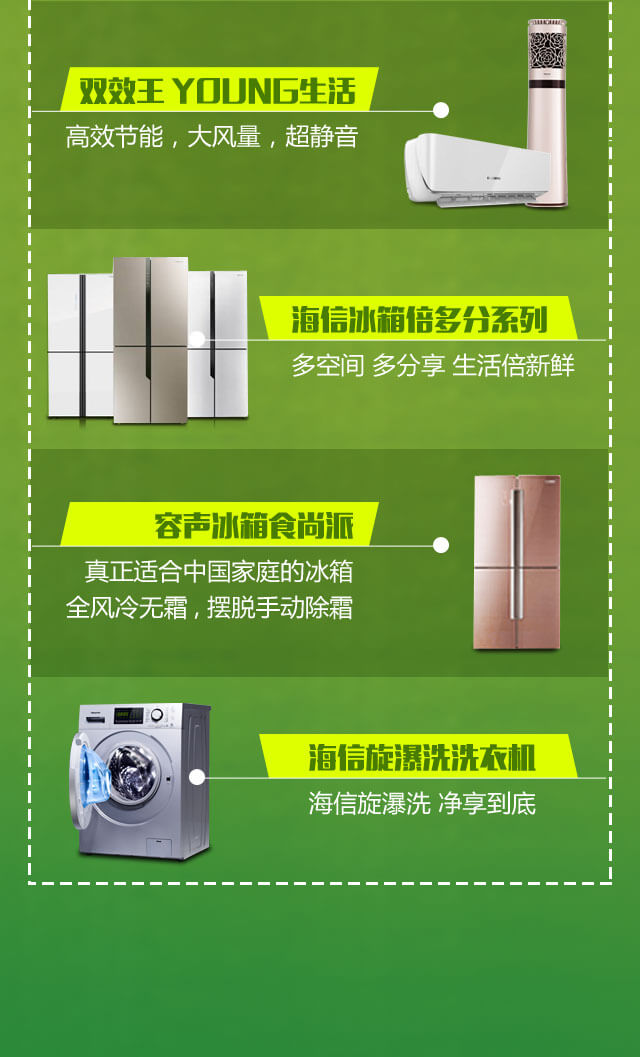 双效王 YOUNG生活
高效节能，大风量，超静音
海信冰箱倍多分系列
多空间 多分享 生活倍新鲜
容声冰箱食尚派
真正适合中国家庭的冰箱
全风冷无霜，摆脱手动除霜
海信旋瀑洗洗衣机
海信旋瀑洗 净享到底